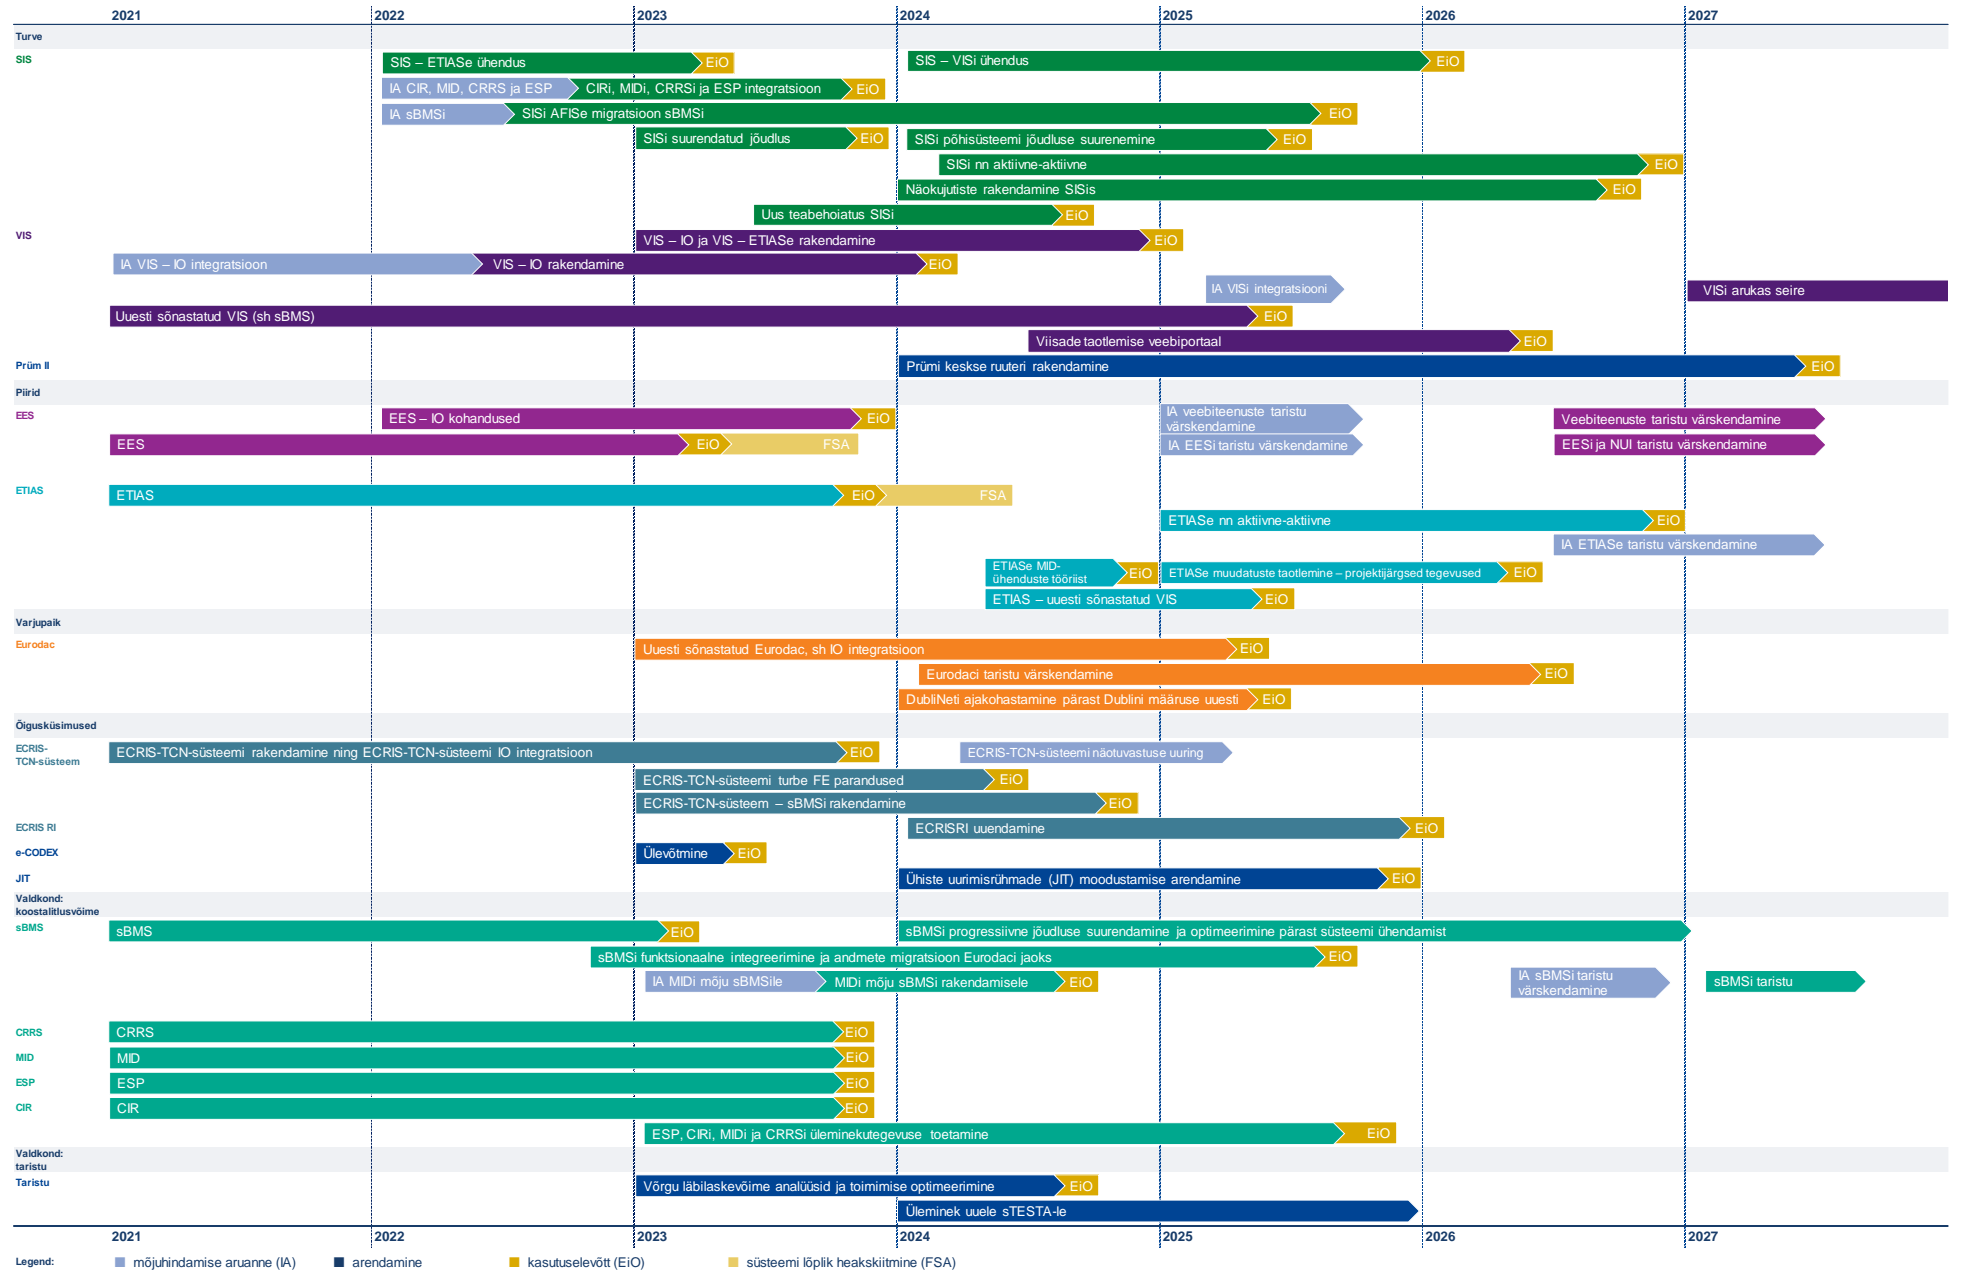 2021 2022 2023 2024 2025 2026 2027
Turve
SIS
SIS – ETIASe ühendus EiO
SIS – VISi ühendus EiO
IA CIR, MID, CRRS ja ESP CIRi, MIDi, CRRSi ja ESP integratsioon EiO
IA sBMSi SISi AFISe migratsioon sBMSi EiO
SISi suurendatud jõudlus EiO
SISi põhisüsteemi jõudluse suurenemine EiO
SISi nn aktiivne-aktiivne EiO
Näokujutiste rakendamine SISis EiO
Uus teabehoiatus SISi EiO
VIS
VIS – IO ja VIS – ETIASe rakendamine EiO
IA VIS – IO integratsioon VIS – IO rakendamine EiO
IA VISi integratsiooni
VISi arukas seire
Uuesti sõnastatud VIS (sh sBMS) EiO
Viisade taotlemise veebiportaal EiO
Prüm II
Prümi keskse ruuteri rakendamine EiO
Piirid
EES
EES – IO kohandused EiO
IA veebiteenuste taristu
värskendamine
Veebiteenuste taristu värskendamine
EES EiO FSA
IA EESi taristu värskendamine
EESi ja NUI taristu värskendamine
ETIAS
ETIAS EiO FSA
ETIASe nn aktiivne-aktiivne EiO
IA ETIASe taristu värskendamine
ETIASe MID-
ühenduste tööriist EiO
ETIASe muudatuste taotlemine – projektijärgsed tegevused EiO
ETIAS – uuesti sõnastatud VIS EiO
Varjupaik
Eurodac
Uuesti sõnastatud Eurodac, sh IO integratsioon EiO
Eurodaci taristu värskendamine EiO
DubliNeti ajakohastamine pärast Dublini määruse uuesti EiO
Õigusküsimused
ECRIS-
TCN-süsteem
ECRIS-TCN-süsteemi rakendamine ning ECRIS-TCN-süsteemi IO integratsioon EiO
ECRIS-TCN-süsteemi näotuvastuse uuring
ECRIS-TCN-süsteemi turbe FE parandused EiO
ECRIS-TCN-süsteem – sBMSi rakendamine EiO
ECRIS RI
ECRISRI uuendamine EiO
e-CODEX
Ülevõtmine EiO
JIT
Ühiste uurimisrühmade (JIT) moodustamise arendamine EiO
Valdkond:
koostalitlusvõime
sBMS
sBMS EiO
sBMSi progressiivne jõudluse suurendamine ja optimeerimine pärast süsteemi ühendamist
sBMSi funktsionaalne integreerimine ja andmete migratsioon Eurodaci jaoks EiO
IA MIDi mõju sBMSile MIDi mõju sBMSi rakendamisele EiO
IA sBMSi taristu
värskendamine
sBMSi taristu
CRRS
CRRS EiO
MID
MID EiO
ESP
ESP EiO
CIR
CIR EiO
ESP, CIRi, MIDi ja CRRSi üleminekutegevuse toetamine EiO
Valdkond:
taristu
Taristu
Võrgu läbilaskevõime analüüsid ja toimimise optimeerimine EiO
Üleminek uuele sTESTA-le
2021 2022 2023 2024 2025 2026 2027
Legend: mõjuhindamise aruanne (IA) arendamine kasutuselevõtt (EiO) süsteemi lõplik heakskiitmine (FSA)